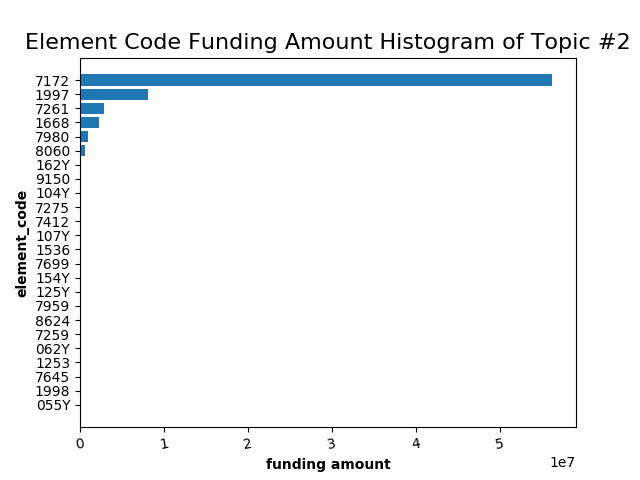 Element Code Funding Amount Histogram of Topic #2
7172
1997
7261
1668
7980
8060
162Y
9150
104Y
7275
7412
107Y
1536
7699
154Y
125Y
7959
8624
7259
062Y
1253
7645
1998
055Y
element_code
0 1 2 3 4 5
1e7
funding amount